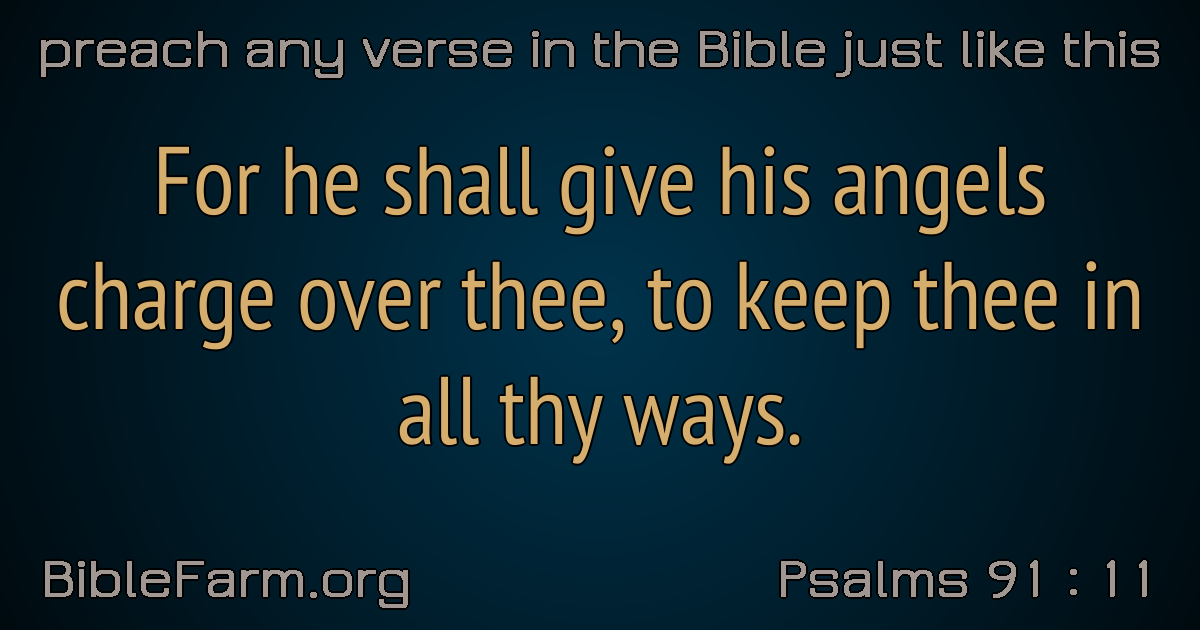 preach any verse in the Bible just like this
For he shall give his angels
charge over thee, to keep thee in
all thy ways.
BibleFarm.org
Psalms 91 : 11